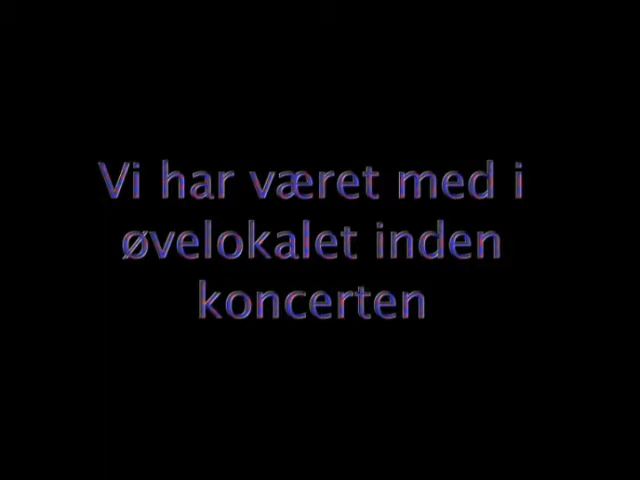 Vi har været med i
øvelokalet inden
koncerten